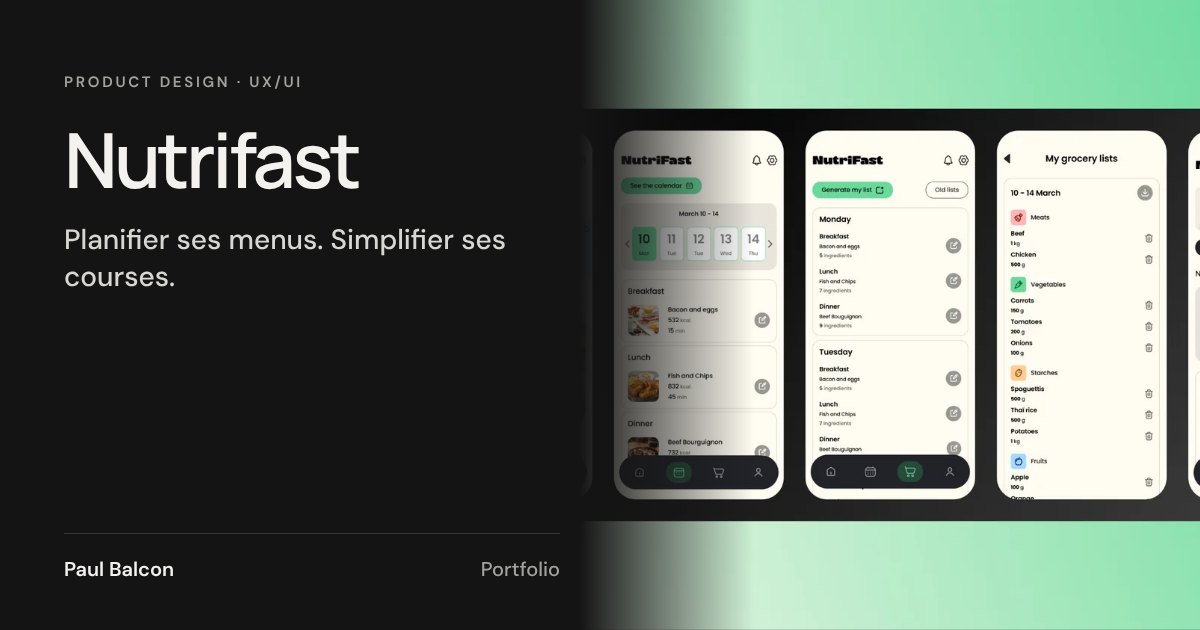 PRODUCT DESIGN · UX/UI
Nutrifast
Planifier ses menus. Simplifier ses
courses.
Paul Balcon
Portfolio
NutriFast
See the calendar
March 10 - 14
10 11 12 13 14
Mon Tue Tue Wed Thu
Breakfast
Bacon and eggs
532 kcal
15 min
Lunch
Fish and Chips
832 kcal
45 min
Dinner
Beef Bourguignon
732 kcal
NutriFast
Generate my list
Old lists
Monday
Breakfast
Bacon and eggs
5 ingredients
Lunch
Fish and Chips
7 ingredients
Dinner
Beef Bouguignon
9 ingredients
Tuesday
Breakfast
Bacon and eggs
5 ingredients
Lunch
Fish and Chips
7 ingredients
Dinner
Beef Bouguignon
My grocery lists
10 - 14 March
Meats
Beef
1 kg
Chicken
500 g
Vegetables
Carrots
150 g
Tomatoes
200 g
Onions
100 g
Starches
Spaguettis
500 g
Thai rice
500 g
Potatoes
1 kg
Fruits
Apple
100 g
Orange